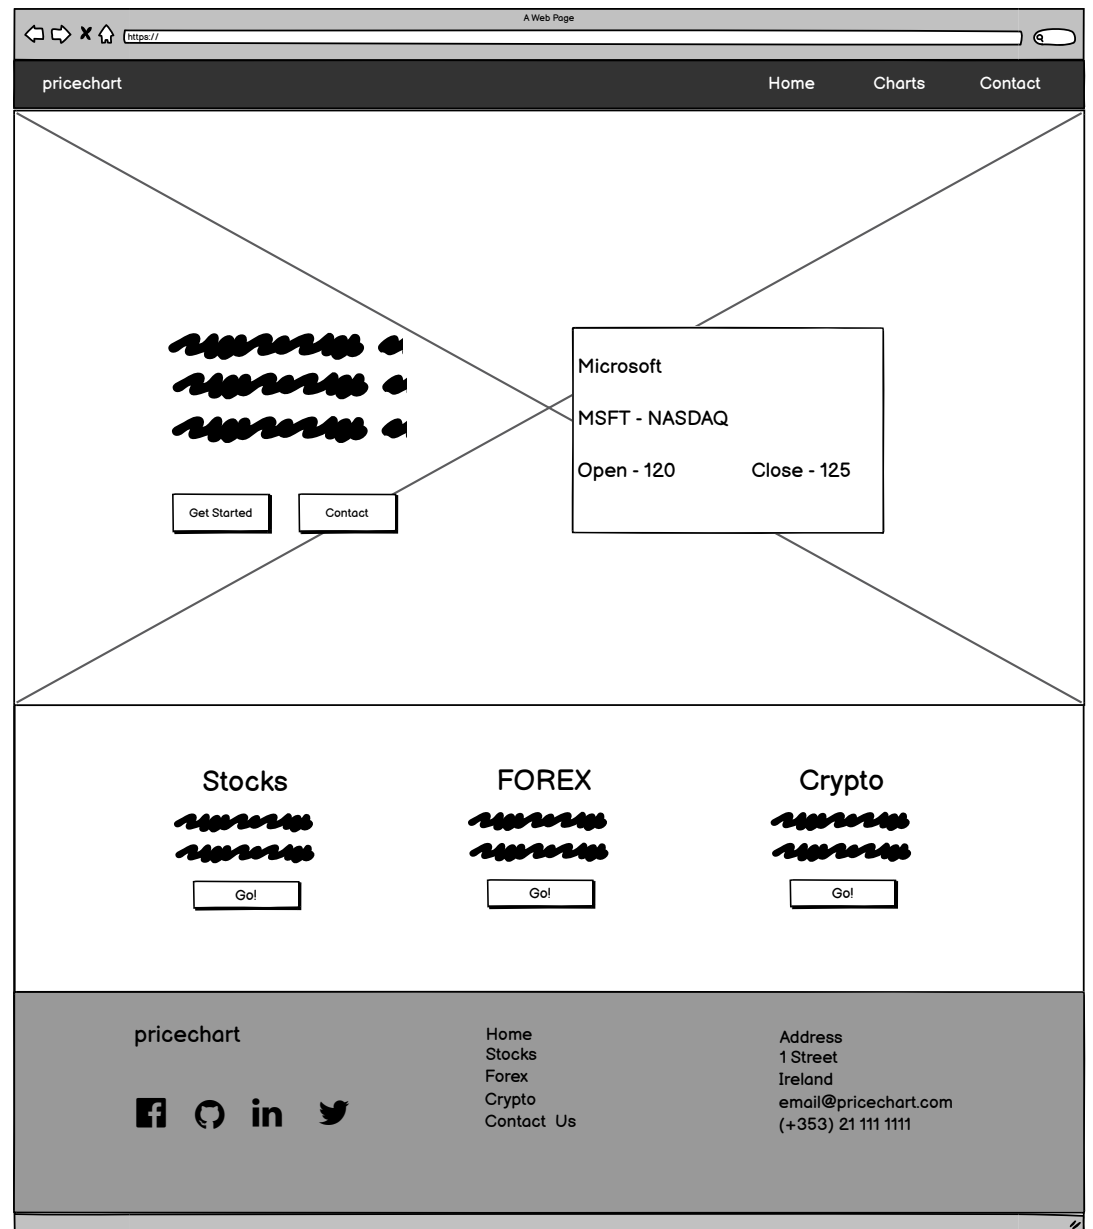 A Web Page
https://
pricechart
Home Charts Contact
Microsoft
MSFT - NASDAQ
Open - 120 Close - 125
Get Started Contact
Stocks FOREX Crypto
Go! Go! Go!
pricechart
Home
Stocks
Forex
Crypto
Contact Us
Address
1 Street
Ireland
email@pricechart.com
(+353) 21 111 1111